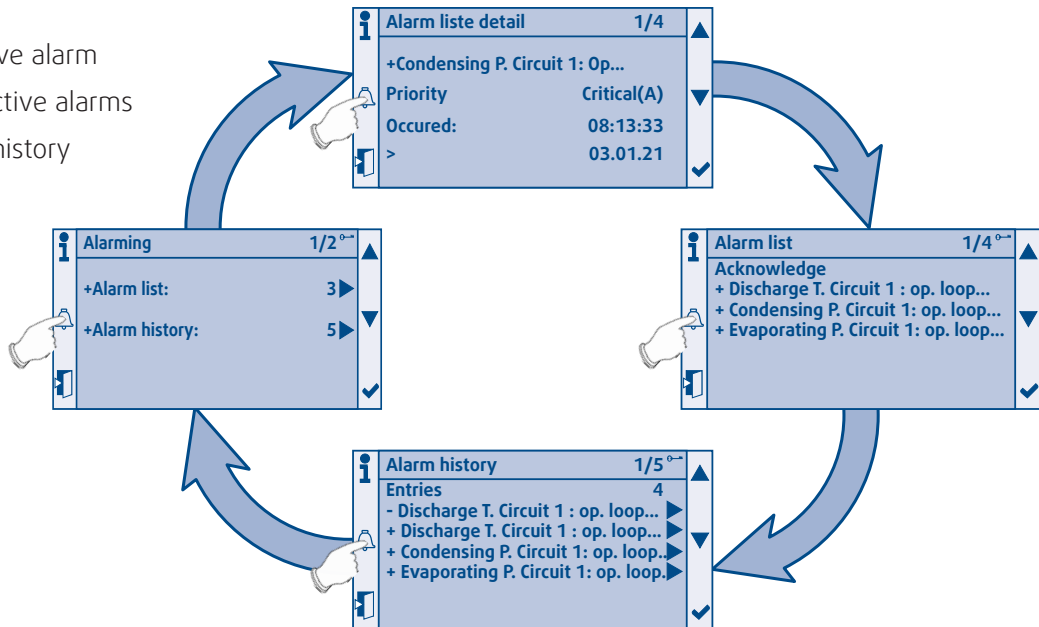 ve alarm
ctive alarms
history
Alarm liste detail 1/4
+Condensing P. Circuit 1: Op...
Priority Critical(A)
Occured: 08:13:33
> 03.01.21
Alarming 1/2
+Alarm list: 3
+Alarm history: 5
Alarm list 1/4
Acknowledge
+ Discharge T. Circuit 1 : op. loop...
+ Condensing P. Circuit 1: op. loop...
+ Evaporating P. Circuit 1: op. loop...
Alarm history 1/5
Entries 4
- Discharge T. Circuit 1 : op. loop...
+ Discharge T. Circuit 1 : op. loop...
+ Condensing P. Circuit 1: op. loop..
+ Evaporating P. Circuit 1: op. loop.